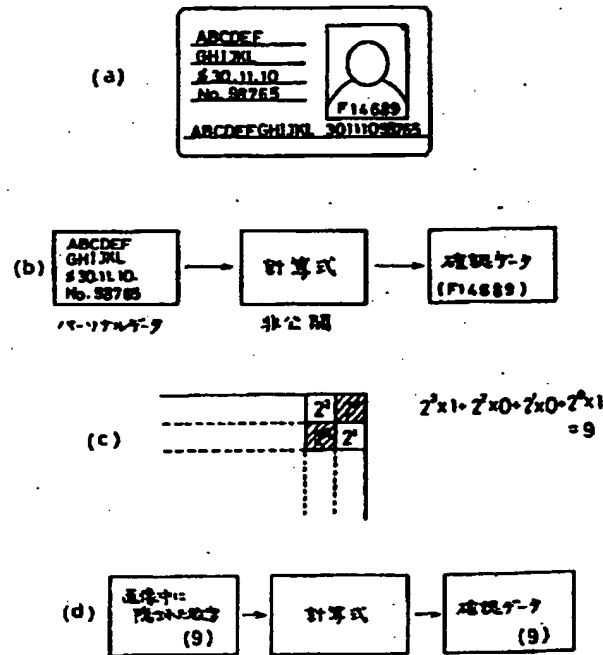 (a)
ABCDEF
GHIJKL
S30.11.10
No. 98765
F14689
ABCDEFGHIJKL 30111098765
(b)
ABCDEF
GHIJKL
S30.11.10.
No. 98765
計算式
確認データ
(F14689)
パーソナルデータ
非公開
(c)
2³
2⁰
2³×1+2²×0+2¹×0+2⁰×1
=9
(d)
画像中に
隠された数字
(9)
計算式
確認データ
(9)